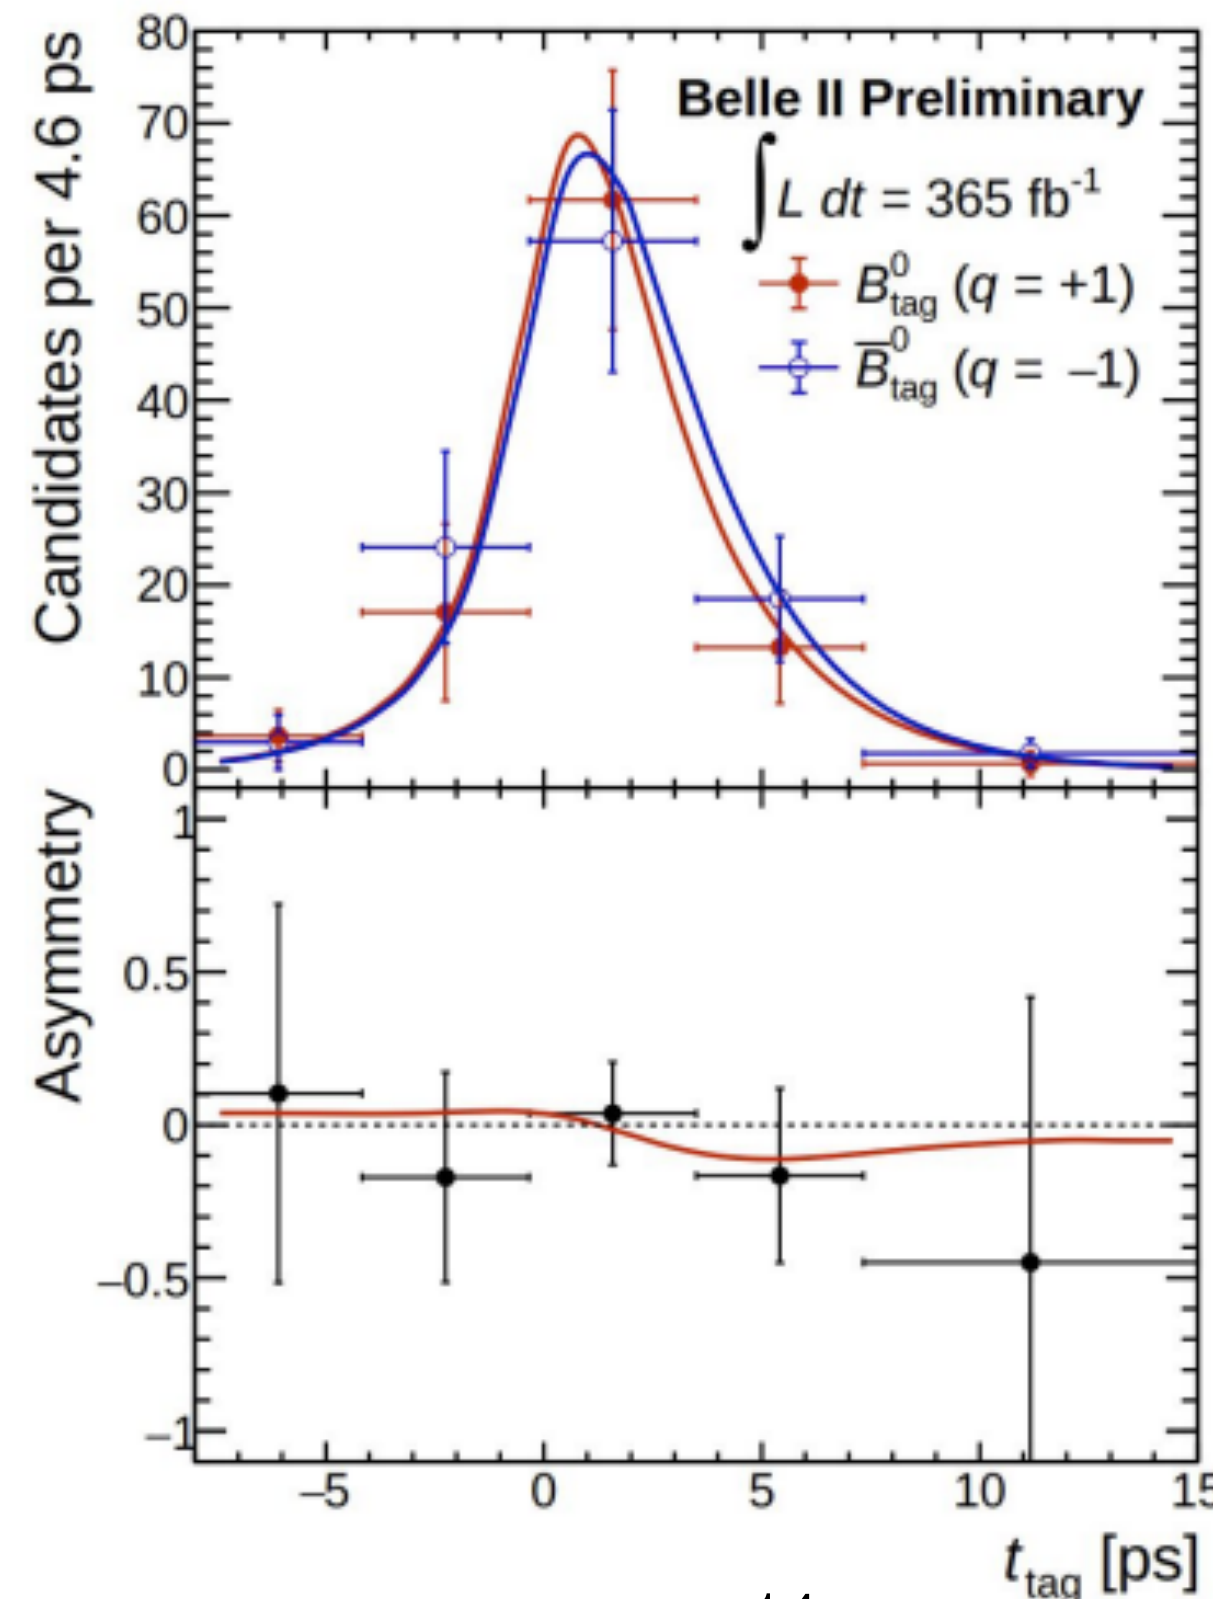 Candidates per 4.6 ps
80
70
60
50
40
30
20
10
0
Belle II Preliminary
∫ L dt = 365 fb⁻¹
B⁰tag (q = +1)
B̅⁰tag (q = −1)
Asymmetry
1
0.5
0
−0.5
−1
−5 0 5 10 15
t tag [ps]